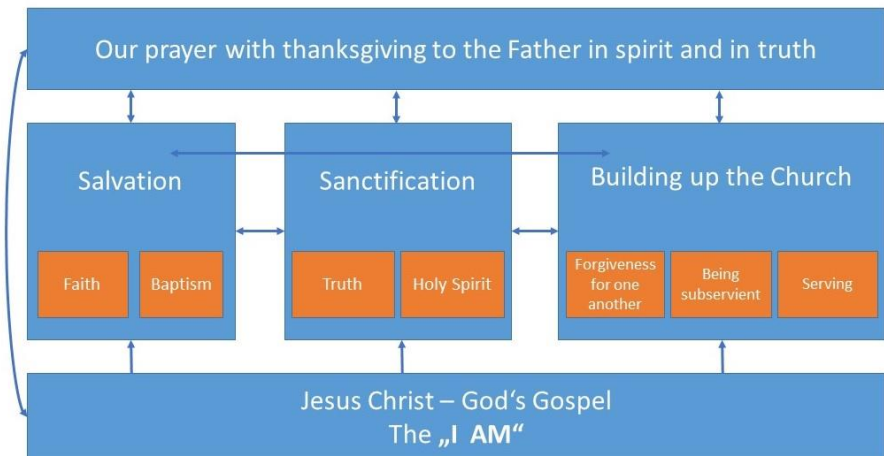 Our prayer with thanksgiving to the Father in spirit and in truth
Salvation
Faith
Baptism
Sanctification
Truth
Holy Spirit
Building up the Church
Forgiveness
for one
another
Being
subservient
Serving
Jesus Christ – God‘s Gospel
The „I AM“